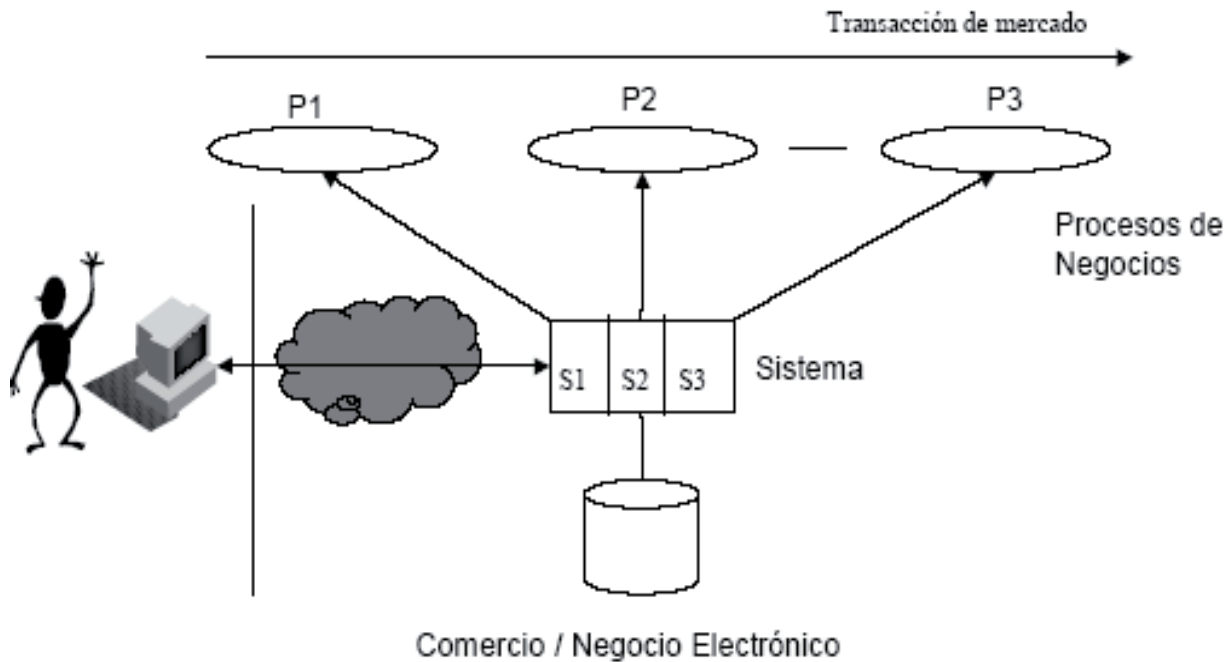 Transacción de mercado
P1
P2
P3
Procesos de
Negocios
S1
S2
S3
Sistema
Comercio / Negocio Electrónico